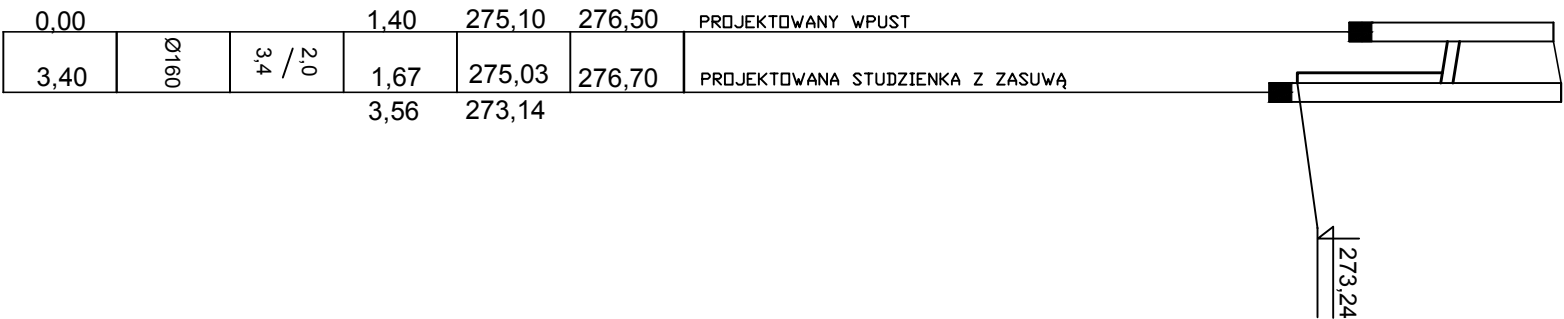 0,00 1,40 275,10 276,50 PROJEKTOWANY WPUST
Ø160 3,4 / 2,0
3,40 1,67 275,03 276,70 PROJEKTOWANA STUDZIENKA Z ZASUWĄ
3,56 273,14
273,24